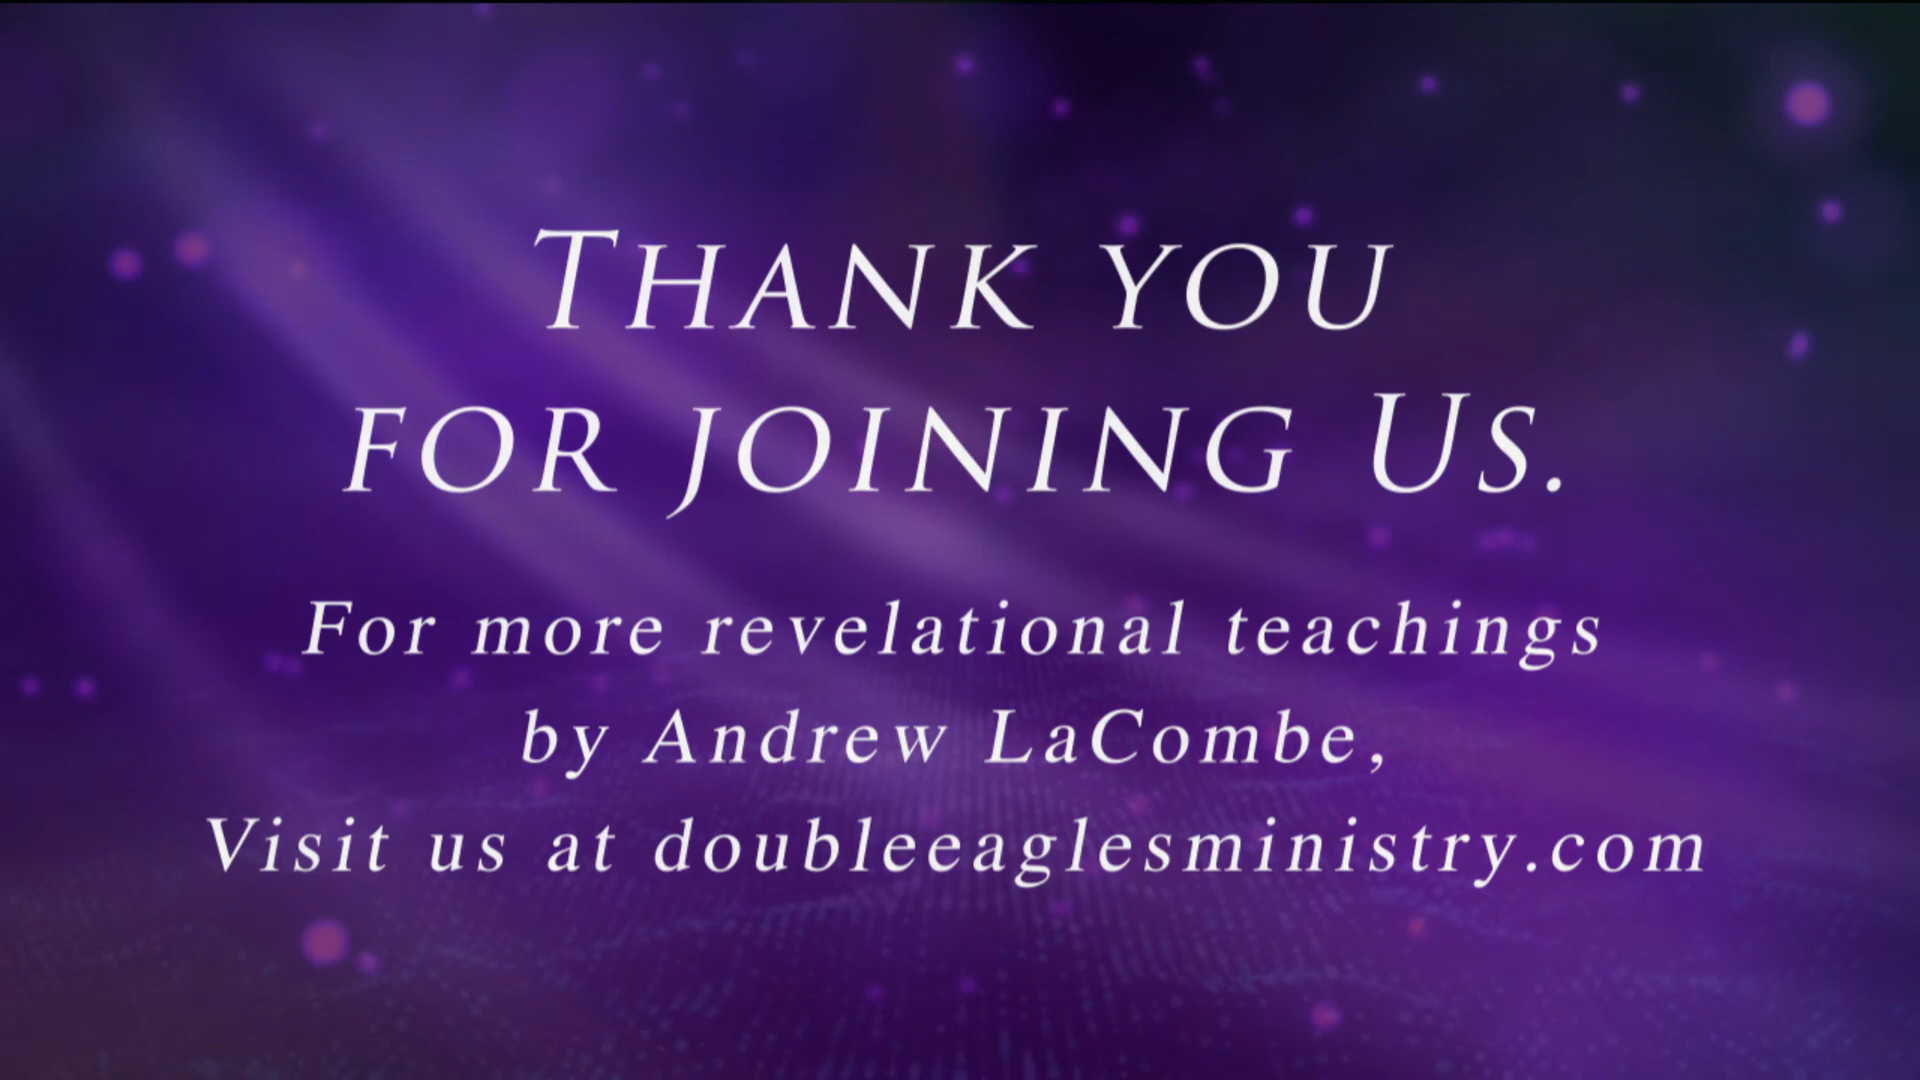 THANK YOU
FOR JOINING US.
For more revelational teachings
by Andrew LaCombe,
Visit us at doubleeaglesministry.com